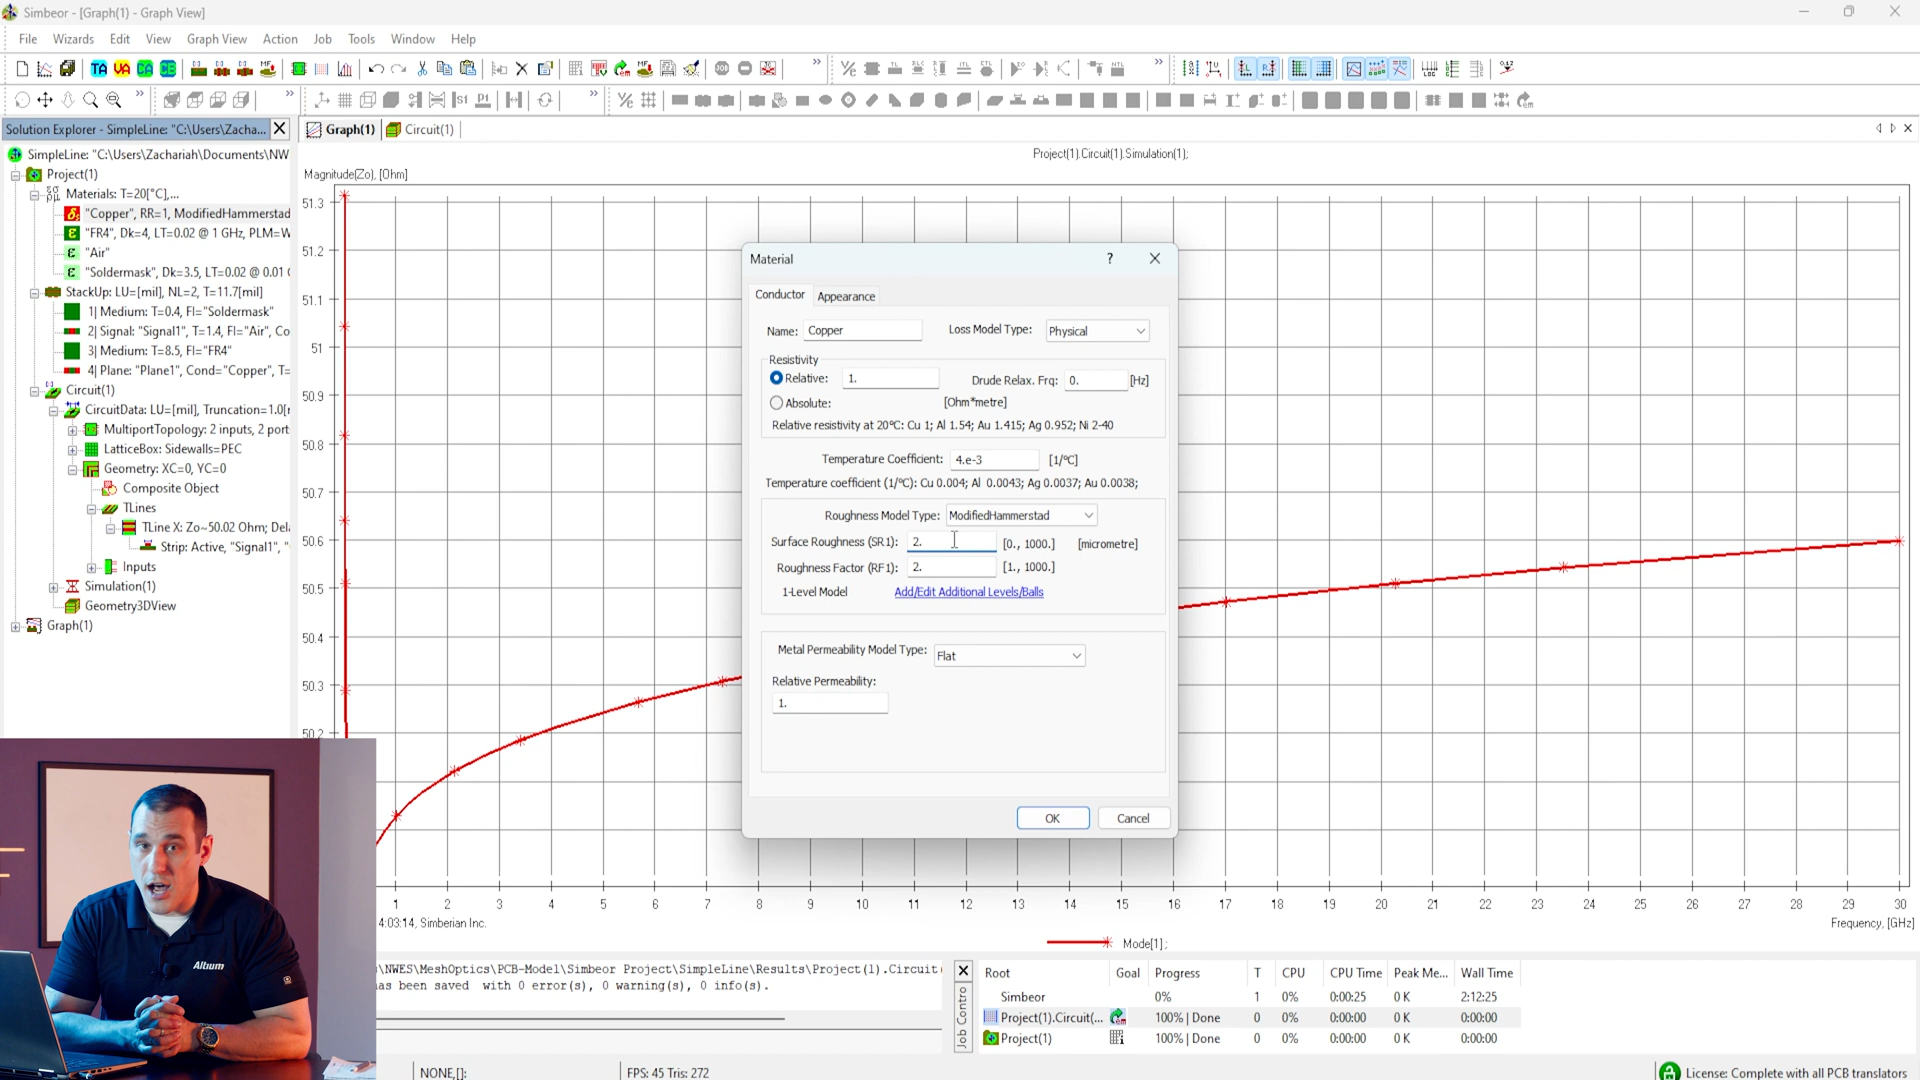 Simbeor - [Graph(1) - Graph View]
File Wizards Edit View Graph View Action Job Tools Window Help
Solution Explorer - SimpleLine: "C:\Users\Zacha...
Graph(1) Circuit(1)
SimpleLine: "C:\Users\Zachariah\Documents\NW
Project(1)
Materials: T=20[°C],...
"Copper", RR=1, ModifiedHammerstad
"FR4", Dk=4, LT=0.02 @ 1 GHz, PLM=W
"Air"
"Soldermask", Dk=3.5, LT=0.02 @ 0.01
StackUp: LU=[mil], NL=2, T=11.7[mil]
1| Medium: T=0.4, Fl="Soldermask"
2| Signal: "Signal1", T=1.4, Fl="Air", Co
3| Medium: T=8.5, Fl="FR4"
4| Plane: "Plane1", Cond="Copper", T=
Circuit(1)
CircuitData: LU=[mil], Truncation=1.0[
MultiportTopology: 2 inputs, 2 port
LatticeBox: Sidewalls=PEC
Geometry: XC=0, YC=0
Composite Object
TLines
TLine X: Zo~50.02 Ohm; Del
Strip: Active, "Signal1", "
Inputs
Simulation(1)
Geometry3DView
Graph(1)
Project(1).Circuit(1).Simulation(1);
Magnitude(Zo), [Ohm]
51.3
51.2
51.1
51
50.9
50.8
50.7
50.6
50.5
50.4
50.3
50.2
Material
Conductor Appearance
Name: Copper Loss Model Type: Physical
Resistivity
Relative: 1. Drude Relax. Frq: 0. [Hz]
Absolute: [Ohm*metre]
Relative resistivity at 20°C: Cu 1; Al 1.54; Au 1.415; Ag 0.952; Ni 2-40
Temperature Coefficient: 4.e-3 [1/°C]
Temperature coefficient (1/°C): Cu 0.004; Al 0.0043; Ag 0.0037; Au 0.0038;
Roughness Model Type: ModifiedHammerstad
Surface Roughness (SR1): 2. [0., 1000.] [micrometre]
Roughness Factor (RF1): 2. [1., 1000.]
1-Level Model Add/Edit Additional Levels/Balls
Metal Permeability Model Type: Flat
Relative Permeability:
1.
OK Cancel
1 2 3 4 5 6 7 8 9 10 11 12 13 14 15 16 17 18 19 20 21 22 23 24 25 26 27 28 29 30
4:03:14, Simberian Inc.
Frequency, [GHz]
Mode[1];
Altium
\NWES\MeshOptics\PCB-Model\Simbeor Project\SimpleLine\Results\Project(1).Circuit(
as been saved with 0 error(s), 0 warning(s), 0 info(s).
Job Contro
Root Goal Progress T CPU CPU Time Peak Me... Wall Time
Simbeor 0% 1 0% 0:00:25 0 K 2:12:25
Project(1).Circuit(... 100% | Done 0 0% 0:00:00 0 K 0:00:00
Project(1) 100% | Done 0 0% 0:00:00 0 K 0:00:00
NONE,[]:
FPS: 45 Tris: 272
License: Complete with all PCB translators